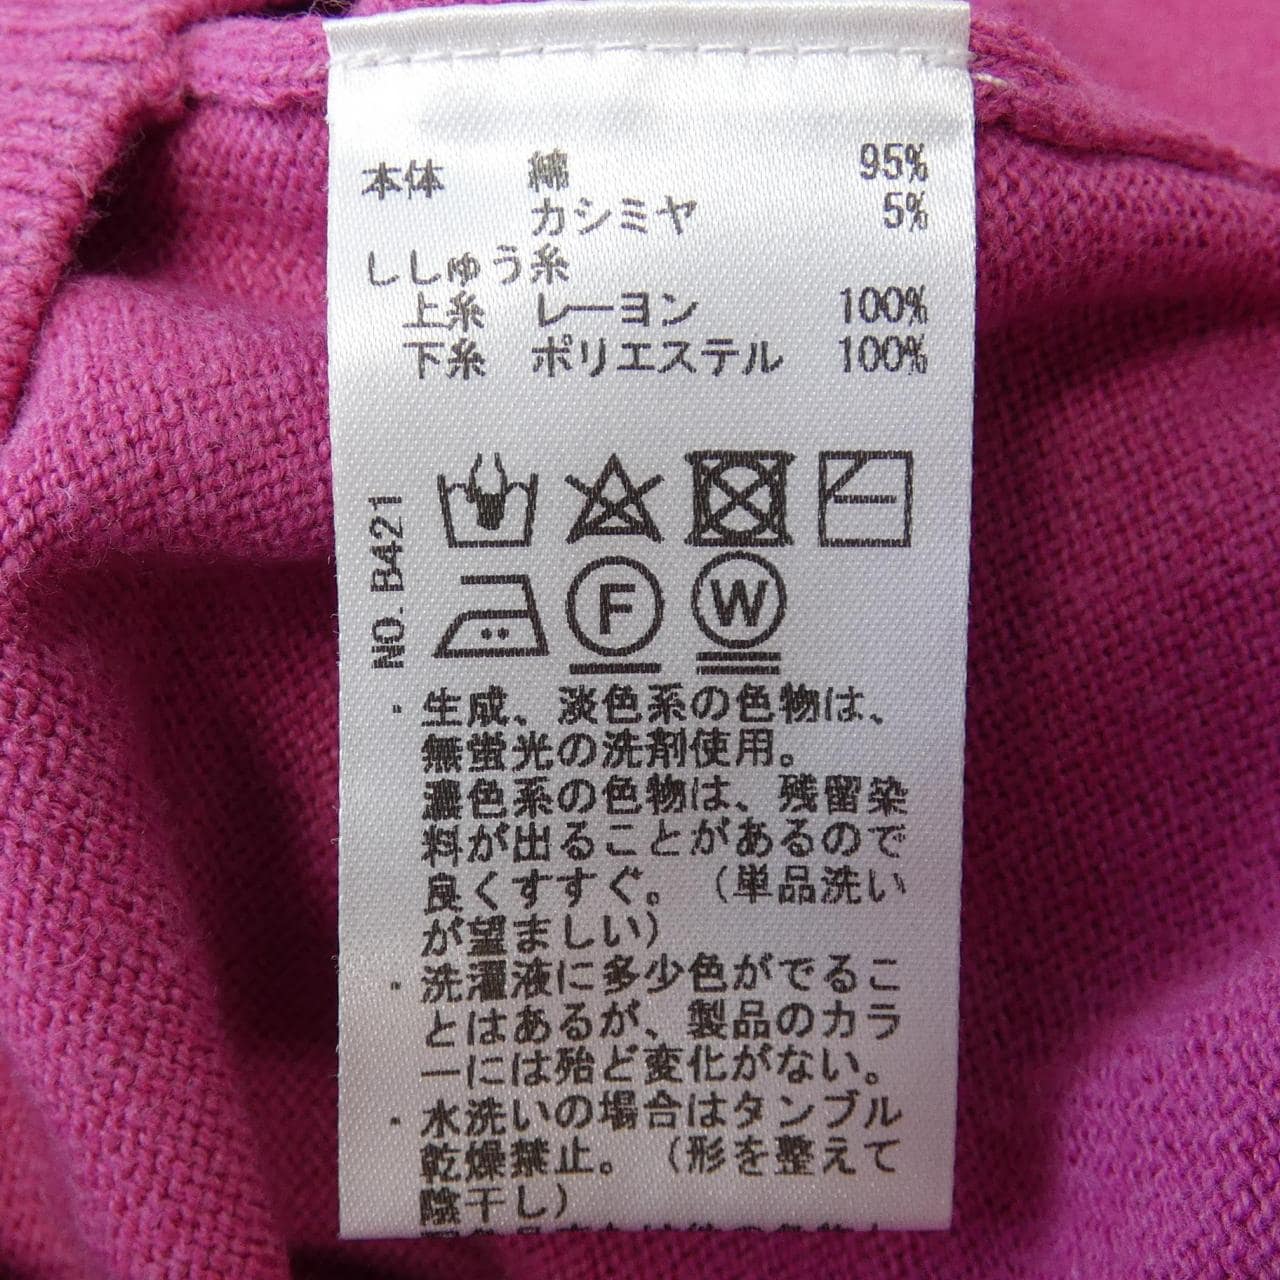 本体 綿 95%
カシミヤ 5%
ししゅう糸
上糸 レーヨン 100%
下糸 ポリエステル 100%
NO. B421
F W
・生成、淡色系の色物は、
無蛍光の洗剤使用。
濃色系の色物は、残留染
料が出ることがあるので
良くすすぐ。(単品洗い
が望ましい)
・洗濯液に多少色がでるこ
とはあるが、製品のカラ
ーには殆ど変化がない。
・水洗いの場合はタンブル
乾燥禁止。(形を整えて
陰干し)